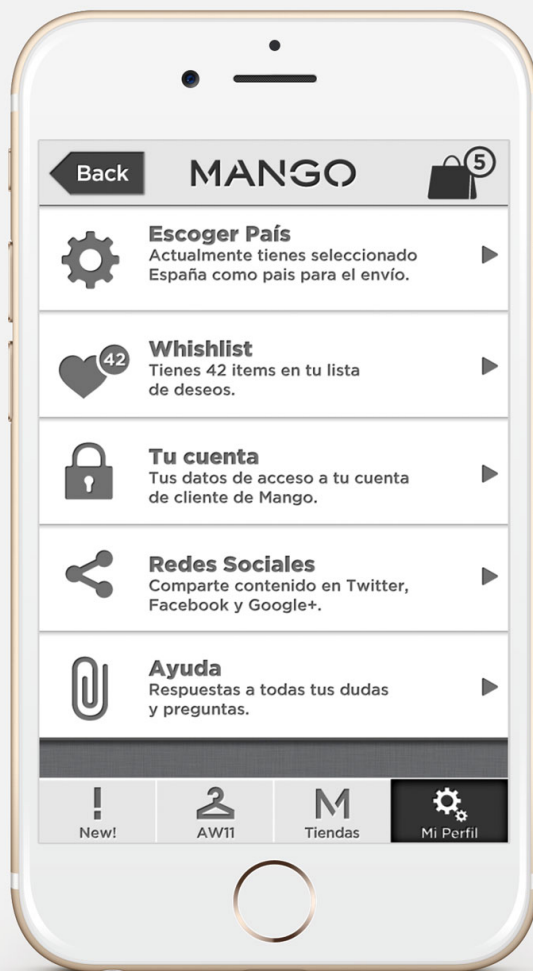 Back
MANGO
5
Escoger País
Actualmente tienes seleccionado
España como pais para el envío.
42
Whishlist
Tienes 42 items en tu lista
de deseos.
Tu cuenta
Tus datos de acceso a tu cuenta
de cliente de Mango.
Redes Sociales
Comparte contenido en Twitter,
Facebook y Google+.
Ayuda
Respuestas a todas tus dudas
y preguntas.
New!
AW11
M
Tiendas
Mi Perfil